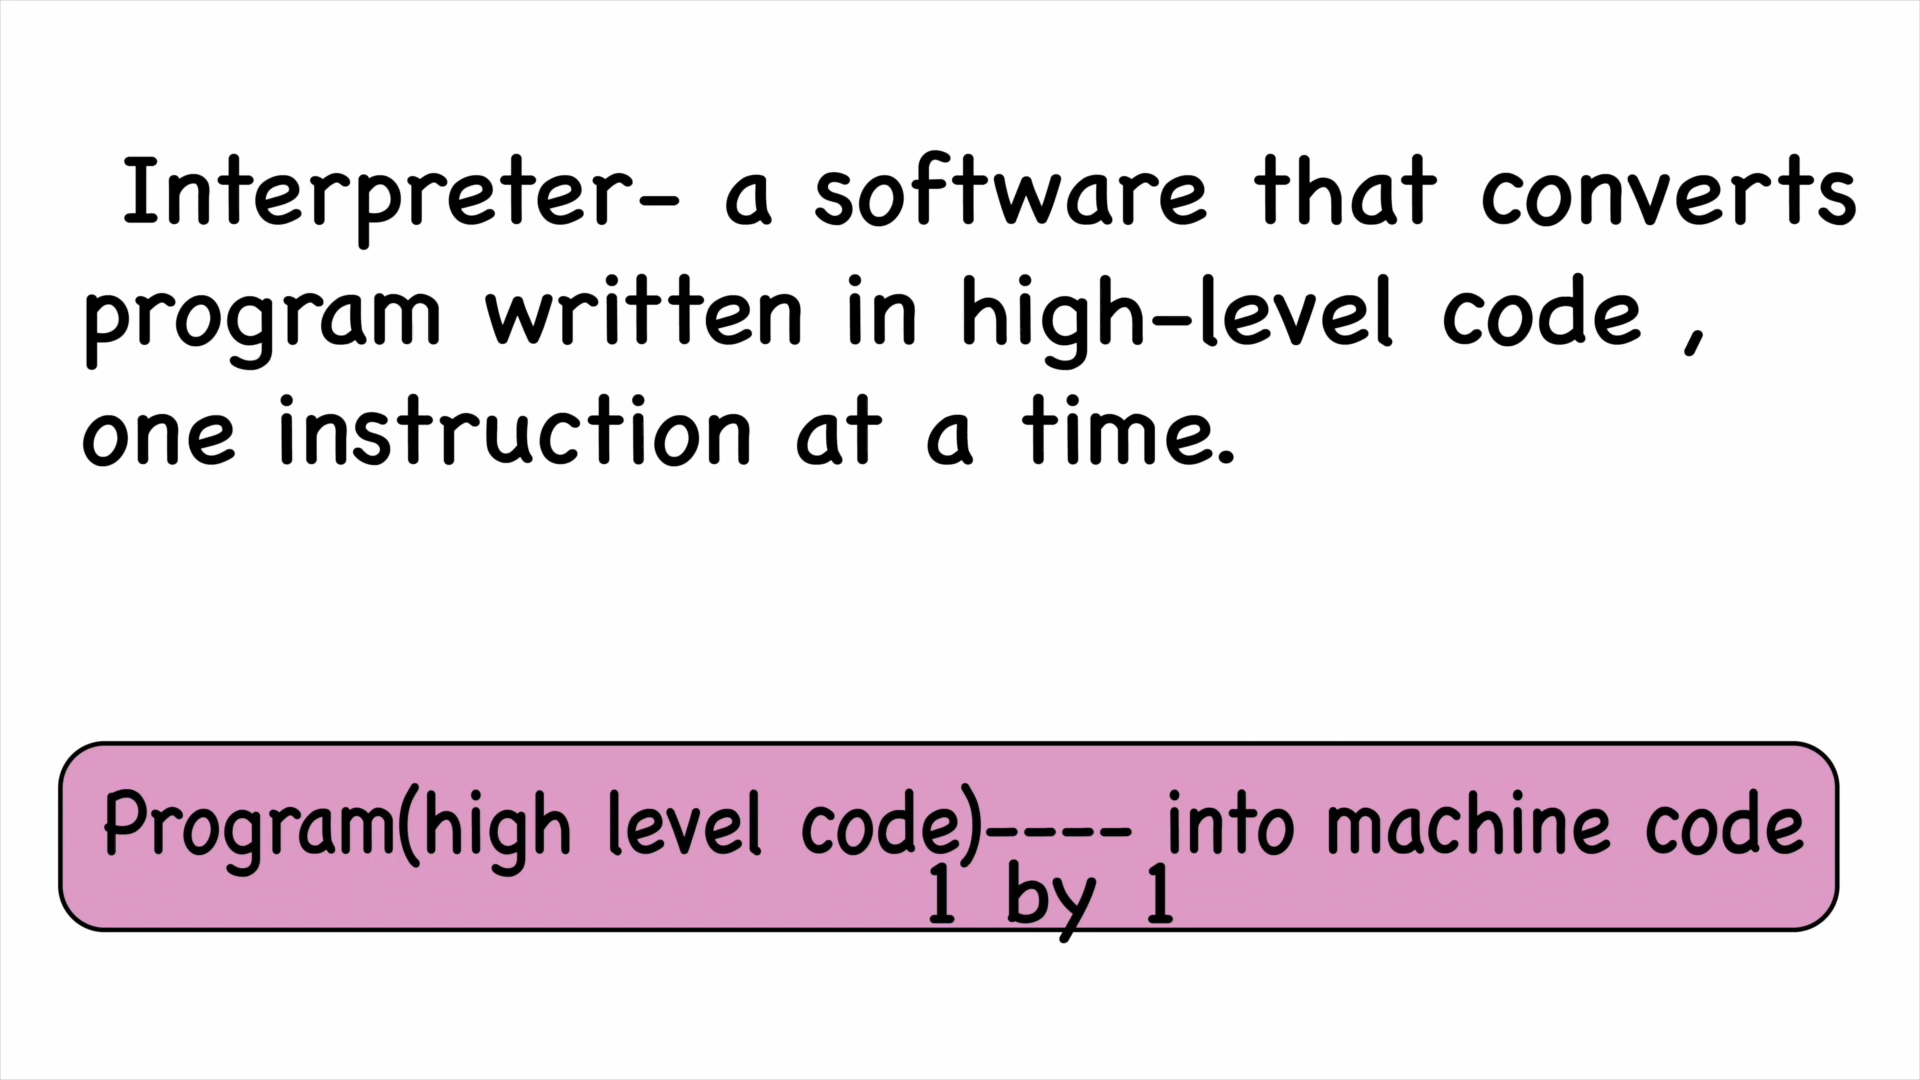 Interpreter- a software that converts
program written in high-level code ,
one instruction at a time.
Program(high level code)---- into machine code
1 by 1